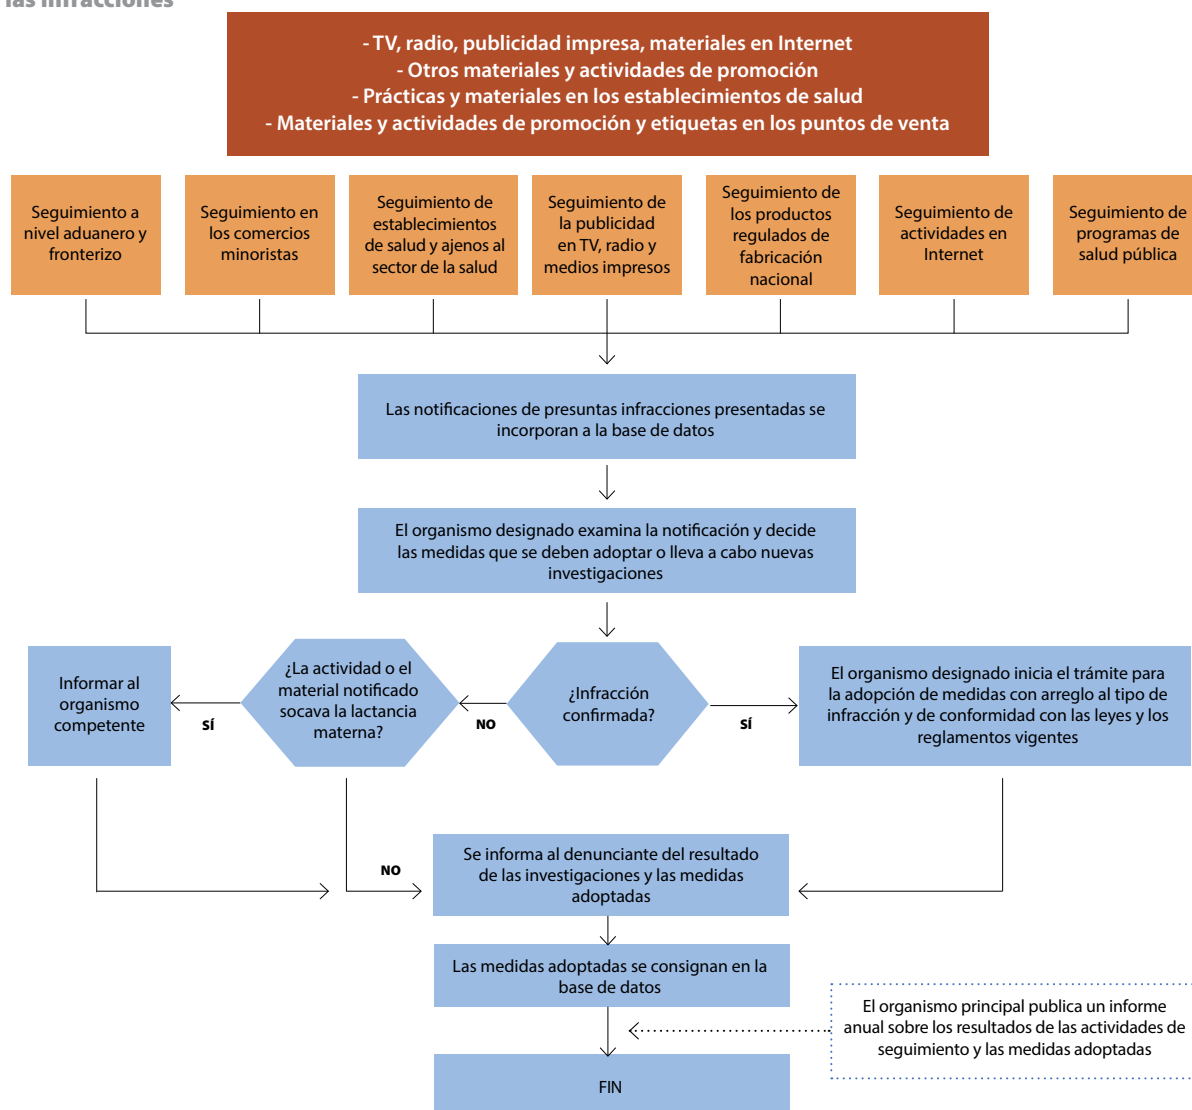 las infracciones
- TV, radio, publicidad impresa, materiales en Internet
- Otros materiales y actividades de promoción
- Prácticas y materiales en los establecimientos de salud
- Materiales y actividades de promoción y etiquetas en los puntos de venta
Seguimiento a
nivel aduanero y
fronterizo
Seguimiento en
los comercios
minoristas
Seguimiento de
establecimientos
de salud y ajenos al
sector de la salud
Seguimiento de
la publicidad
en TV, radio y
medios impresos
Seguimiento de
los productos
regulados de
fabricación
nacional
Seguimiento de
actividades en
Internet
Seguimiento de
programas de
salud pública
Las notificaciones de presuntas infracciones presentadas se
incorporan a la base de datos
El organismo designado examina la notificación y decide
las medidas que se deben adoptar o lleva a cabo nuevas
investigaciones
Informar al
organismo
competente
SÍ
¿La actividad o el
material notificado
socava la lactancia
materna?
NO
¿Infracción
confirmada?
SÍ
El organismo designado inicia el trámite para
la adopción de medidas con arreglo al tipo de
infracción y de conformidad con las leyes y los
reglamentos vigentes
NO
Se informa al denunciante del resultado
de las investigaciones y las medidas
adoptadas
Las medidas adoptadas se consignan en la
base de datos
El organismo principal publica un informe
anual sobre los resultados de las actividades de
seguimiento y las medidas adoptadas
FIN